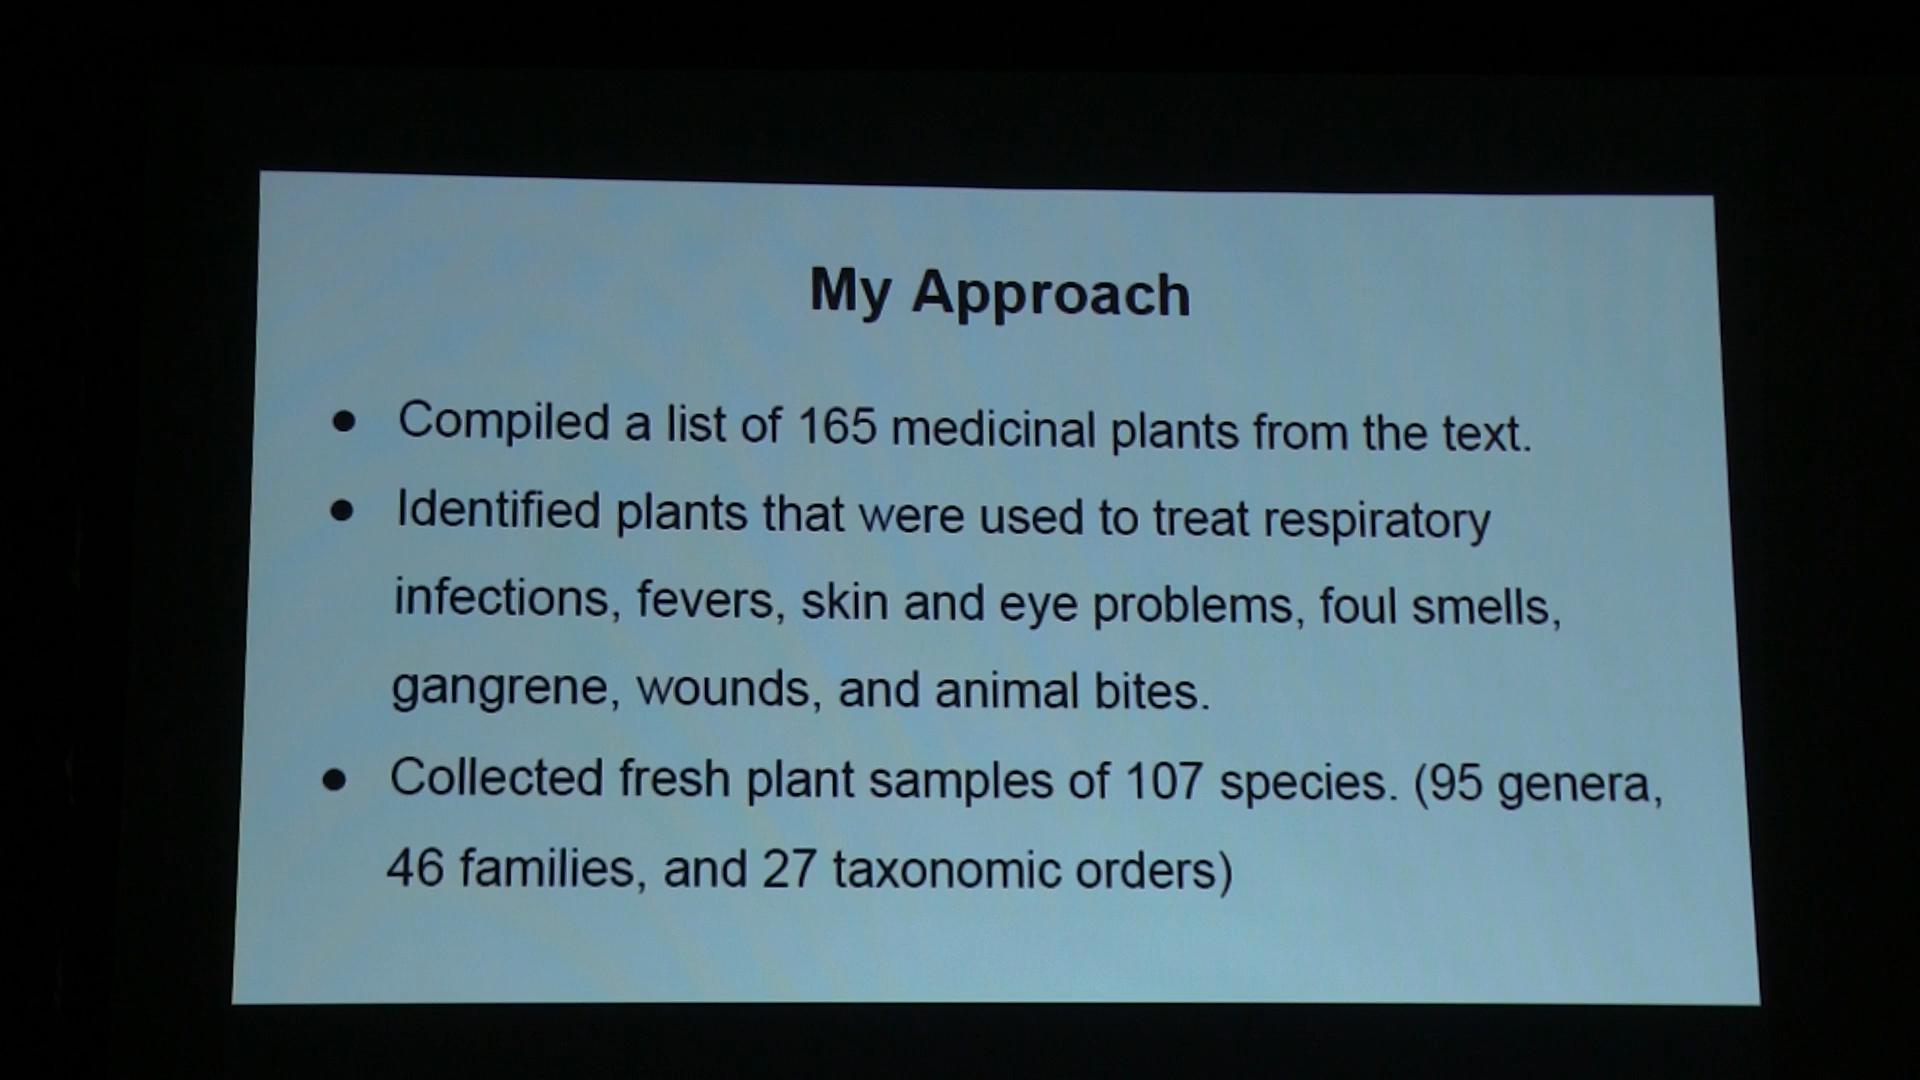 My Approach
● Compiled a list of 165 medicinal plants from the text.
● Identified plants that were used to treat respiratory
infections, fevers, skin and eye problems, foul smells,
gangrene, wounds, and animal bites.
● Collected fresh plant samples of 107 species. (95 genera,
46 families, and 27 taxonomic orders)